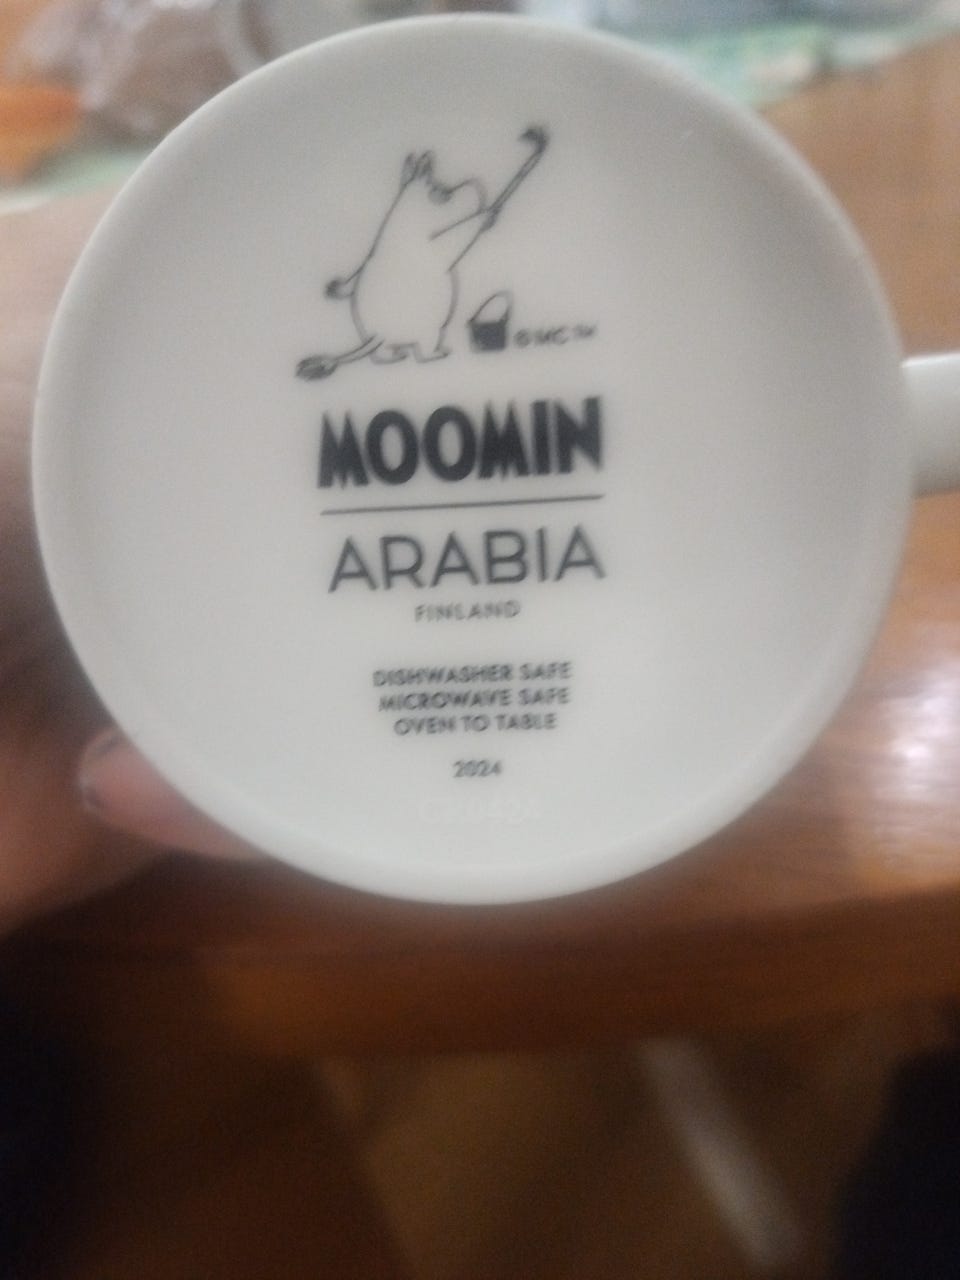 © MC™
MOOMIN
ARABIA
FINLAND
DISHWASHER SAFE
MICROWAVE SAFE
OVEN TO TABLE
2024